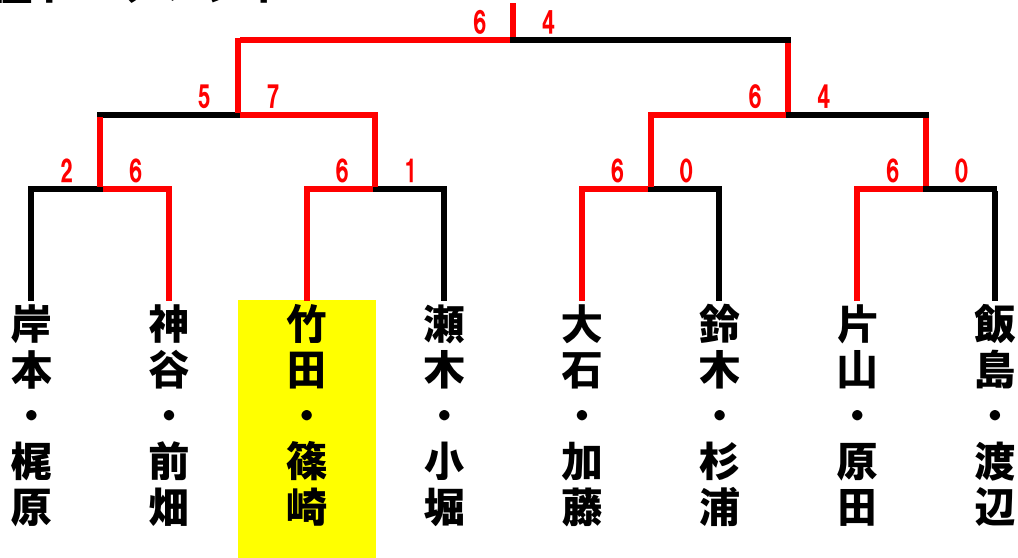 6 4
5 7
6 4
2 6
6 1
6 0
6 0
岸本・梶原
神谷・前畑
竹田・篠崎
瀬木・小堀
大石・加藤
鈴木・杉浦
片山・原田
飯島・渡辺